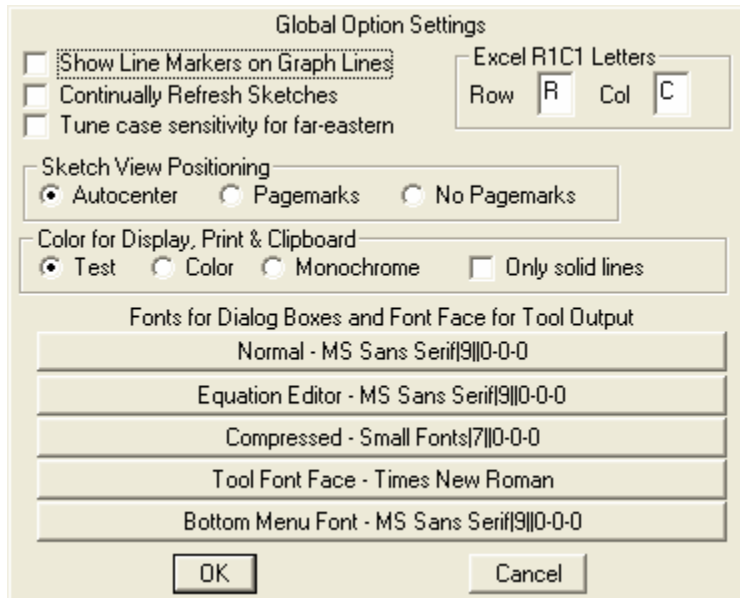 Global Option Settings
Show Line Markers on Graph Lines
Continually Refresh Sketches
Tune case sensitivity for far-eastern
Excel R1C1 Letters
Row R Col C
Sketch View Positioning
Autocenter Pagemarks No Pagemarks
Color for Display, Print & Clipboard
Test Color Monochrome Only solid lines
Fonts for Dialog Boxes and Font Face for Tool Output
Normal - MS Sans Serif|9||0-0-0
Equation Editor - MS Sans Serif|9||0-0-0
Compressed - Small Fonts|7||0-0-0
Tool Font Face - Times New Roman
Bottom Menu Font - MS Sans Serif|9||0-0-0
OK Cancel